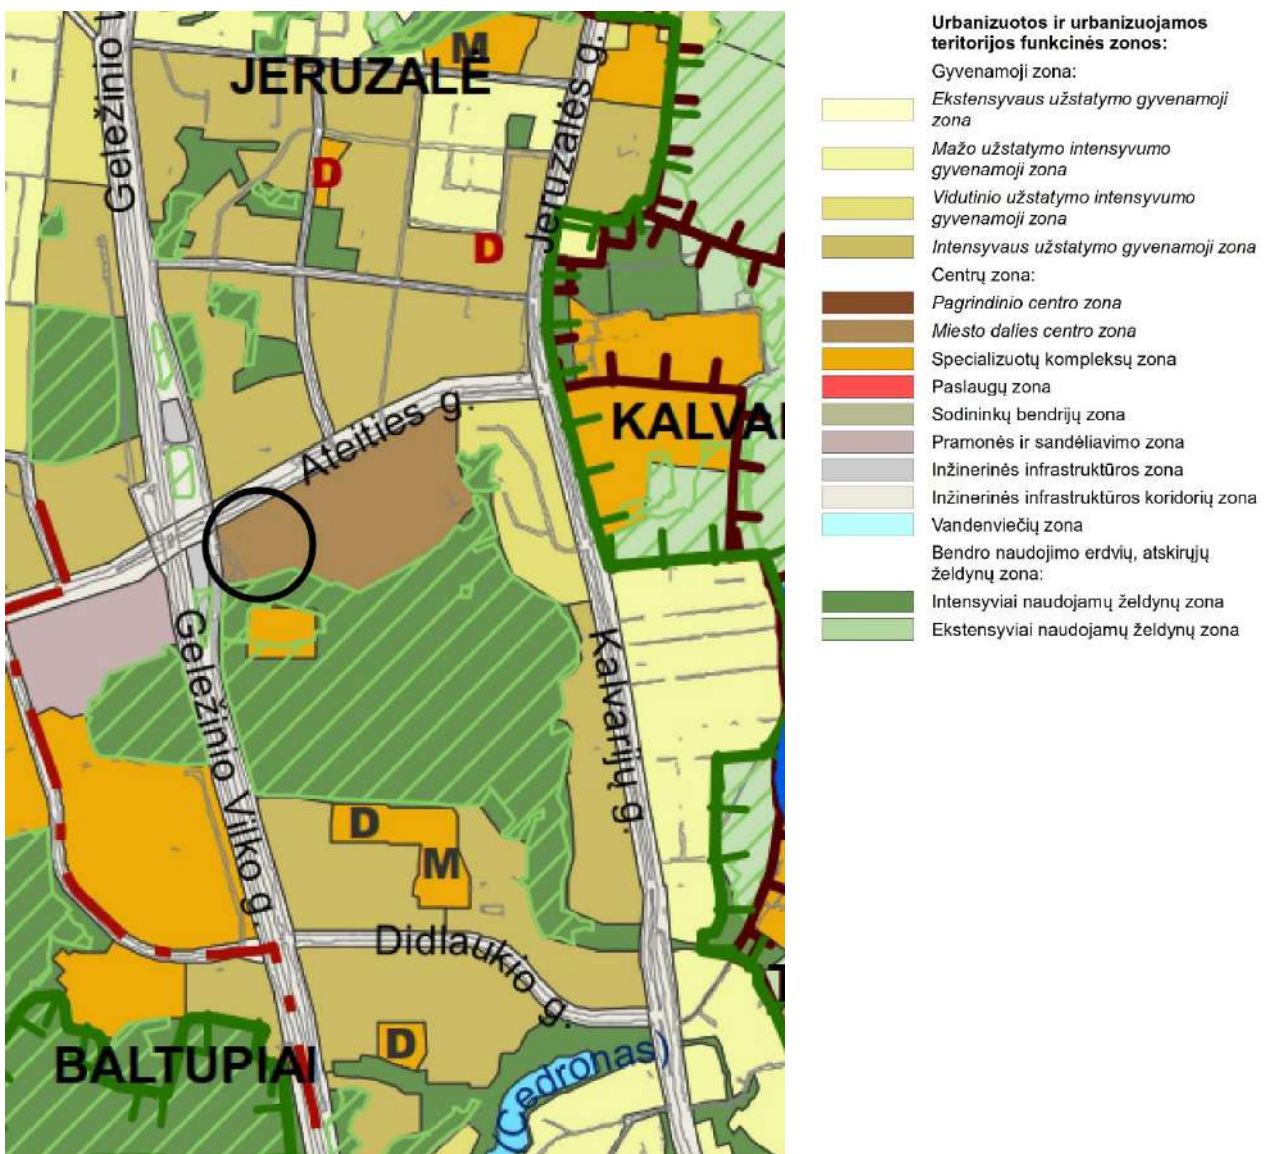 M
JERUZALĖ
Geležinio V
Jeruzalės g.
D
D
Ateities g.
KALVA
Geležinio Vilko g.
Kalvarijų g.
D
M
Didlaukio g.
D
BALTUPIAI
Cedronas)
Urbanizuotos ir urbanizuojamos
teritorijos funkcinės zonos:
Gyvenamoji zona:
Ekstensyvaus užstatymo gyvenamoji
zona
Mažo užstatymo intensyvumo
gyvenamoji zona
Vidutinio užstatymo intensyvumo
gyvenamoji zona
Intensyvaus užstatymo gyvenamoji zona
Centrų zona:
Pagrindinio centro zona
Miesto dalies centro zona
Specializuotų kompleksų zona
Paslaugų zona
Sodininkų bendrijų zona
Pramonės ir sandėliavimo zona
Inžinerinės infrastruktūros zona
Inžinerinės infrastruktūros koridorių zona
Vandenviečių zona
Bendro naudojimo erdvių, atskirųjų
želdynų zona:
Intensyviai naudojamų želdynų zona
Ekstensyviai naudojamų želdynų zona